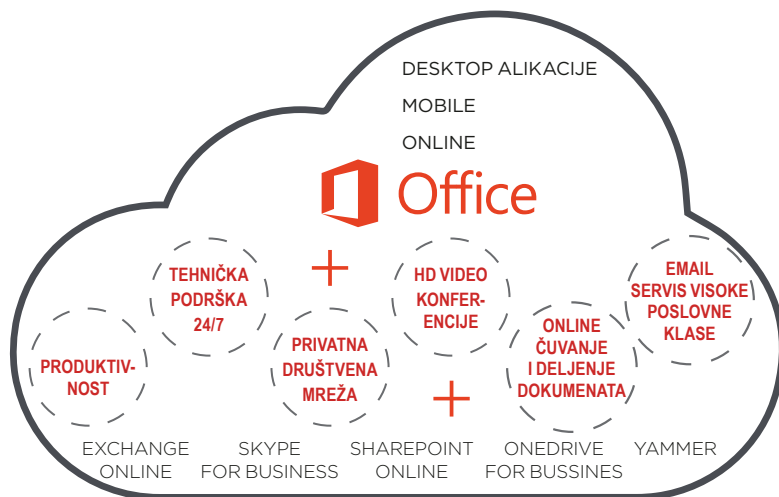 DESKTOP ALIKACIJE
MOBILE
ONLINE
Office
TEHNIČKA
PODRŠKA
24/7
+
HD VIDEO
KONFER-
ENCIJE
EMAIL
SERVIS VISOKE
POSLOVNE
KLASE
PRODUKTIV-
NOST
PRIVATNA
DRUŠTVENA
MREŽA
+
ONLINE
ČUVANJE
I DELJENJE
DOKUMENATA
EXCHANGE
ONLINE
SKYPE
FOR BUSINESS
SHAREPOINT
ONLINE
ONEDRIVE
FOR BUSSINES
YAMMER